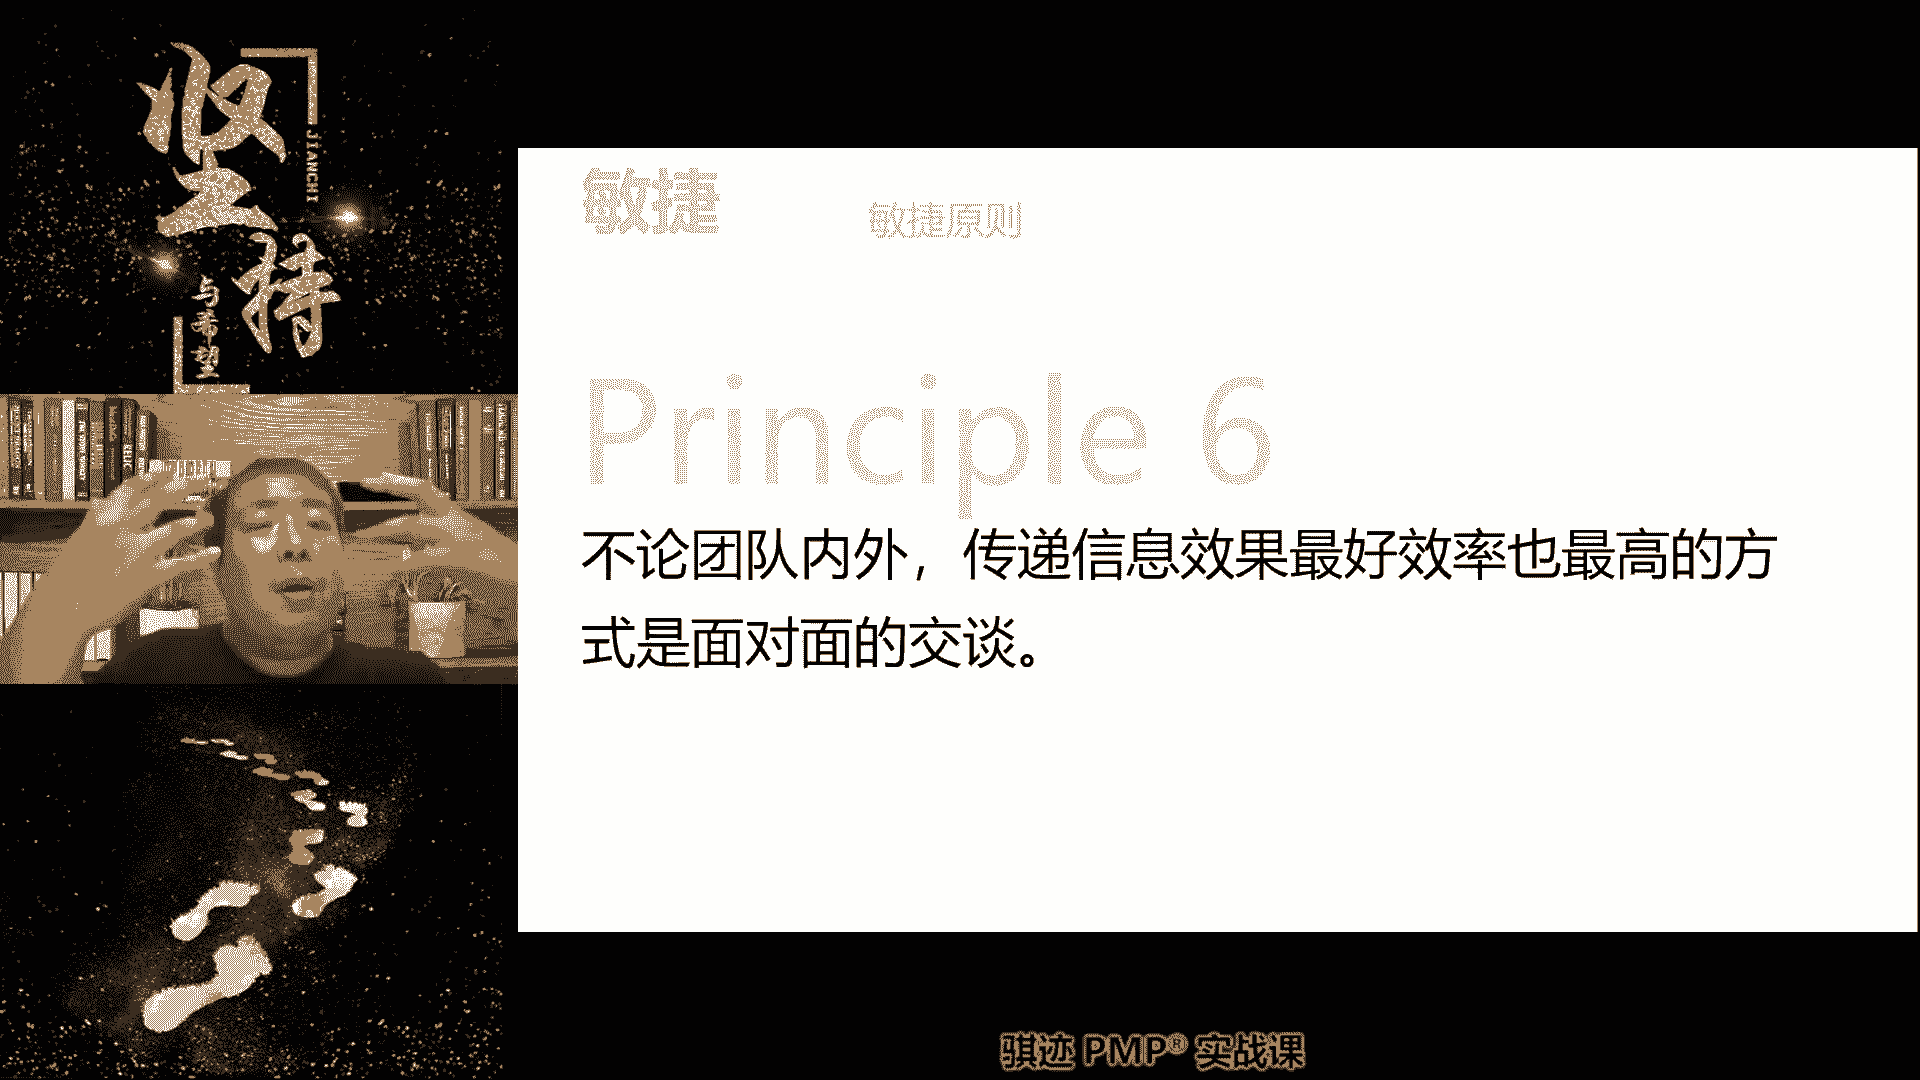 坚持
JIANCHI
与希望
敏捷
敏捷原则
Principle 6
不论团队内外，传递信息效果最好效率也最高的方
式是面对面的交谈。
骐迹 PMP® 实战课